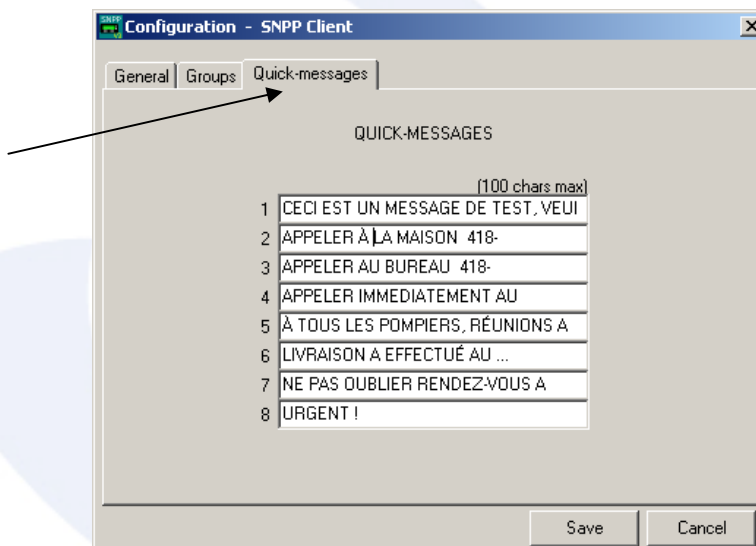 Configuration - SNPP Client
General Groups Quick-messages
QUICK-MESSAGES
(100 chars max)
1 CECI EST UN MESSAGE DE TEST, VEUI
2 APPELER À LA MAISON 418-
3 APPELER AU BUREAU 418-
4 APPELER IMMEDIATEMENT AU
5 À TOUS LES POMPIERS, RÉUNIONS A
6 LIVRAISON A EFFECTUÉ AU ...
7 NE PAS OUBLIER RENDEZ-VOUS A
8 URGENT !
Save Cancel